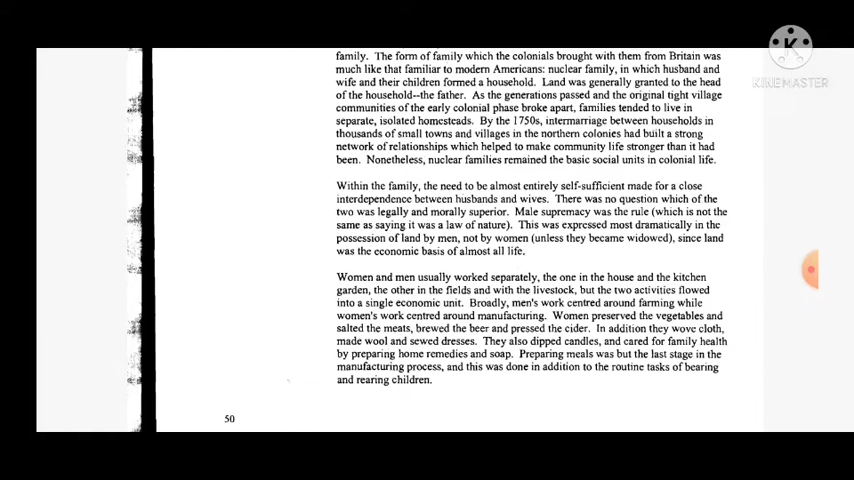 family. The form of family which the colonials brought with them from Britain was
much like that familiar to modern Americans: nuclear family, in which husband and
wife and their children formed a household. Land was generally granted to the head
of the household--the father. As the generations passed and the original tight village
communities of the early colonial phase broke apart, families tended to live in
separate, isolated homesteads. By the 1750s, intermarriage between households in
thousands of small towns and villages in the northern colonies had built a strong
network of relationships which helped to make community life stronger than it had
been. Nonetheless, nuclear families remained the basic social units in colonial life.
Within the family, the need to be almost entirely self-sufficient made for a close
interdependence between husbands and wives. There was no question which of the
two was legally and morally superior. Male supremacy was the rule (which is not the
same as saying it was a law of nature). This was expressed most dramatically in the
possession of land by men, not by women (unless they became widowed), since land
was the economic basis of almost all life.
Women and men usually worked separately, the one in the house and the kitchen
garden, the other in the fields and with the livestock, but the two activities flowed
into a single economic unit. Broadly, men's work centred around farming while
women's work centred around manufacturing. Women preserved the vegetables and
salted the meats, brewed the beer and pressed the cider. In addition they wove cloth,
made wool and sewed dresses. They also dipped candles, and cared for family health
by preparing home remedies and soap. Preparing meals was but the last stage in the
manufacturing process, and this was done in addition to the routine tasks of bearing
and rearing children.
50
K
KINEMASTER